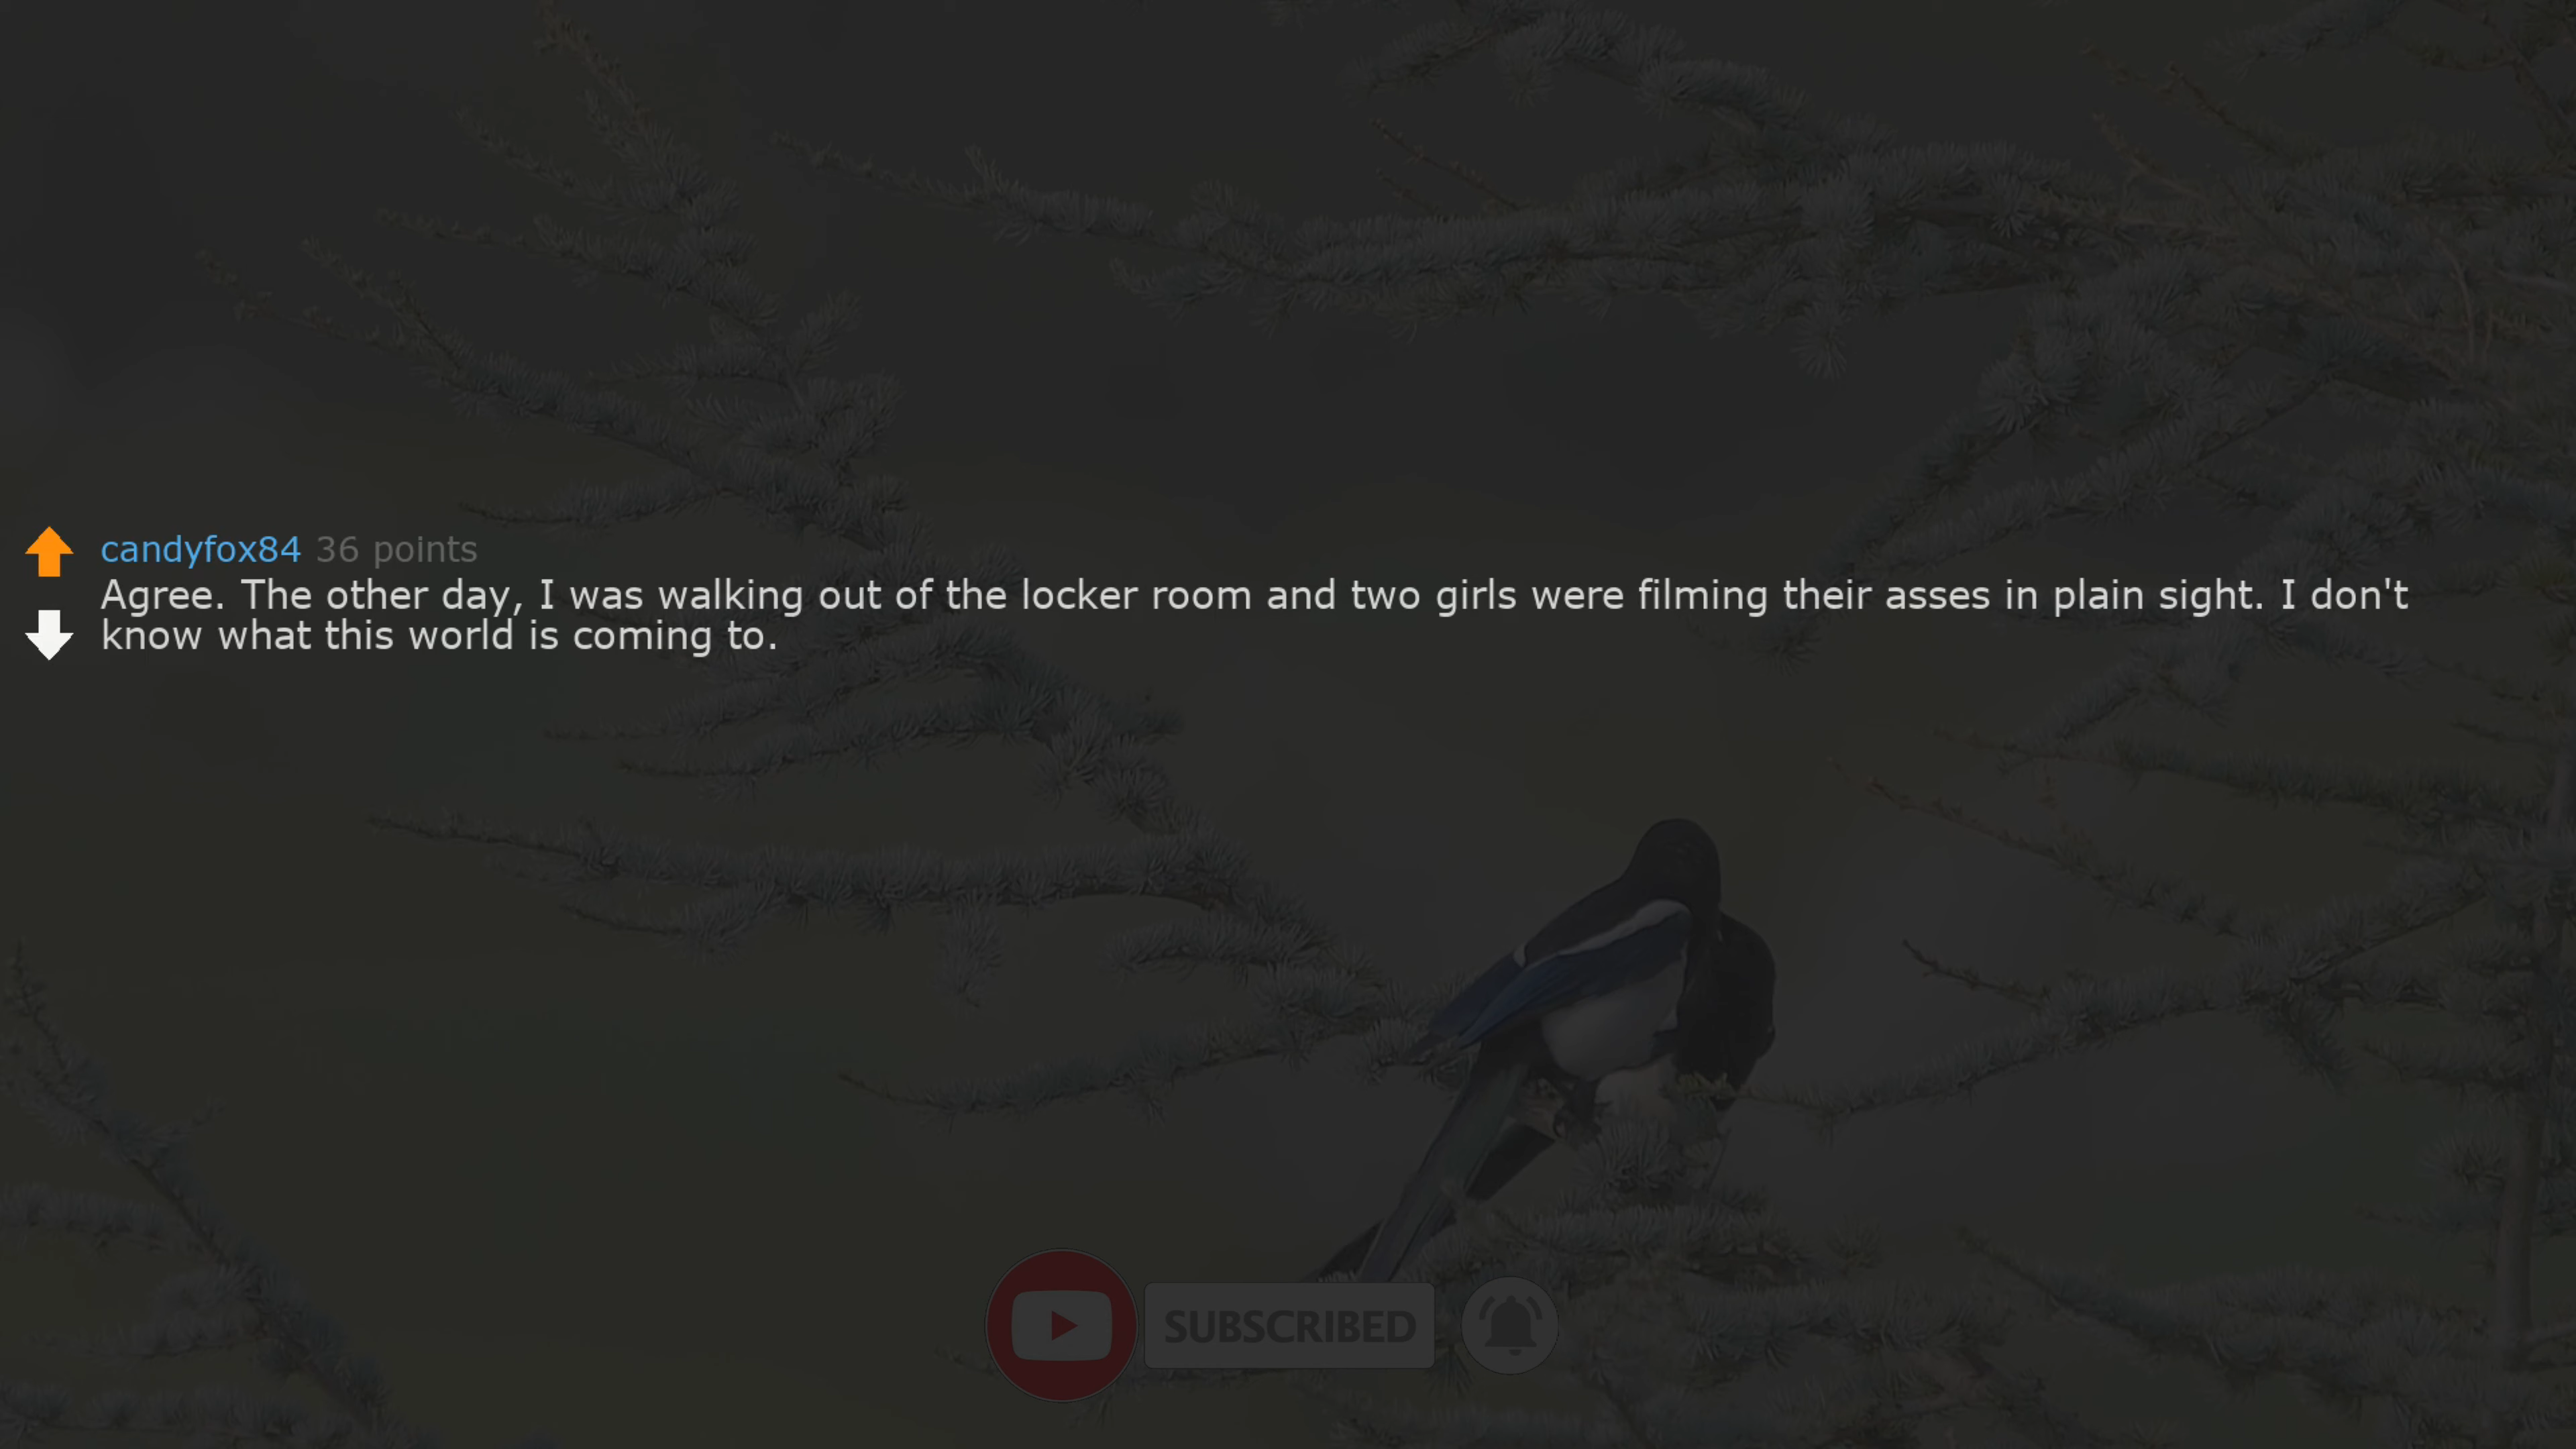 candyfox84 36 points
Agree. The other day, I was walking out of the locker room and two girls were filming their asses in plain sight. I don't
know what this world is coming to.
SUBSCRIBED